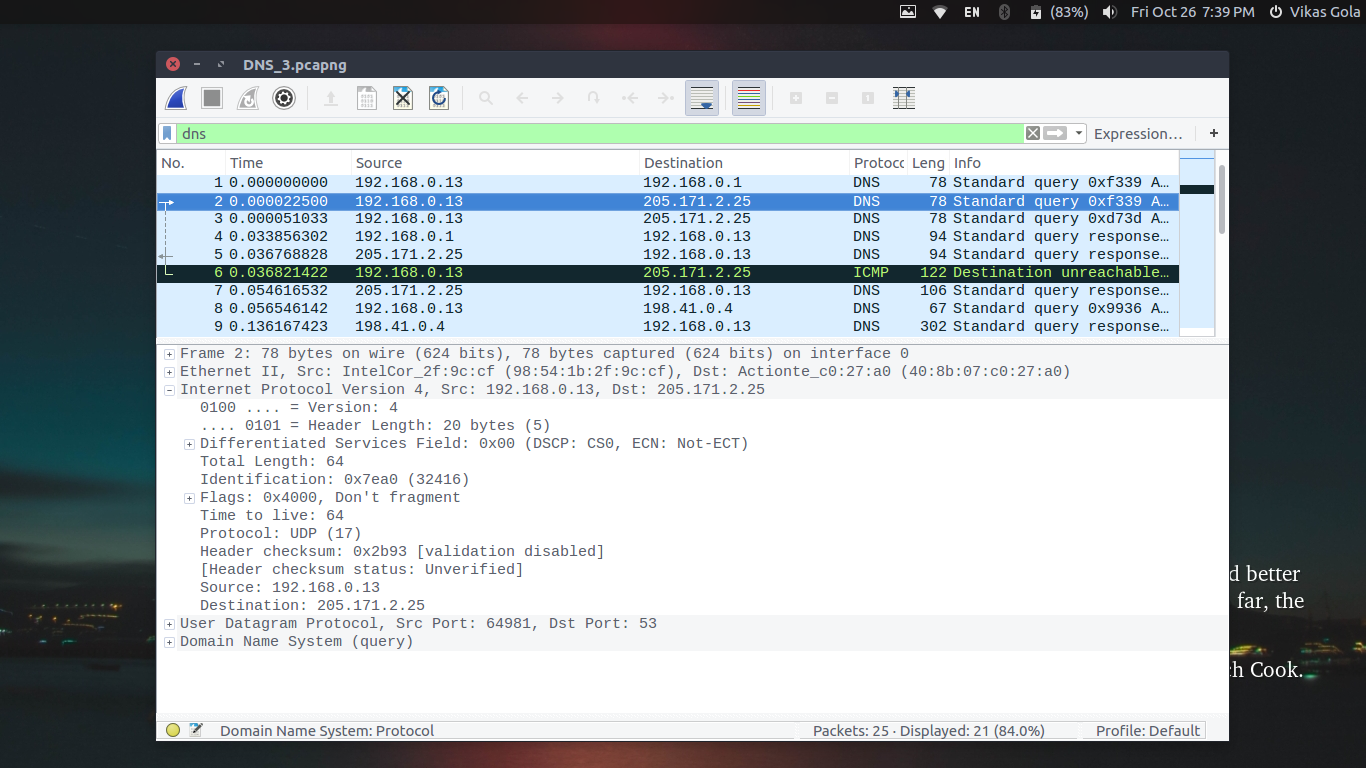 EN (83%) Fri Oct 26 7:39 PM Vikas Gola
DNS_3.pcapng
dns Expression… +
No. Time Source Destination Protocc Leng Info
1 0.000000000 192.168.0.13 192.168.0.1 DNS 78 Standard query 0xf339 A…
2 0.000022500 192.168.0.13 205.171.2.25 DNS 78 Standard query 0xf339 A…
3 0.000051033 192.168.0.13 205.171.2.25 DNS 78 Standard query 0xd73d A…
4 0.033856302 192.168.0.1 192.168.0.13 DNS 94 Standard query response…
5 0.036768828 205.171.2.25 192.168.0.13 DNS 94 Standard query response…
6 0.036821422 192.168.0.13 205.171.2.25 ICMP 122 Destination unreachable…
7 0.054616532 205.171.2.25 192.168.0.13 DNS 106 Standard query response…
8 0.056546142 192.168.0.13 198.41.0.4 DNS 67 Standard query 0x9936 A…
9 0.136167423 198.41.0.4 192.168.0.13 DNS 302 Standard query response…
Frame 2: 78 bytes on wire (624 bits), 78 bytes captured (624 bits) on interface 0
Ethernet II, Src: IntelCor_2f:9c:cf (98:54:1b:2f:9c:cf), Dst: Actionte_c0:27:a0 (40:8b:07:c0:27:a0)
Internet Protocol Version 4, Src: 192.168.0.13, Dst: 205.171.2.25
0100 .... = Version: 4
.... 0101 = Header Length: 20 bytes (5)
Differentiated Services Field: 0x00 (DSCP: CS0, ECN: Not-ECT)
Total Length: 64
Identification: 0x7ea0 (32416)
Flags: 0x4000, Don't fragment
Time to live: 64
Protocol: UDP (17)
Header checksum: 0x2b93 [validation disabled]
[Header checksum status: Unverified]
Source: 192.168.0.13
Destination: 205.171.2.25
User Datagram Protocol, Src Port: 64981, Dst Port: 53
Domain Name System (query)
d better
far, the
h Cook.
Domain Name System: Protocol Packets: 25 · Displayed: 21 (84.0%) Profile: Default